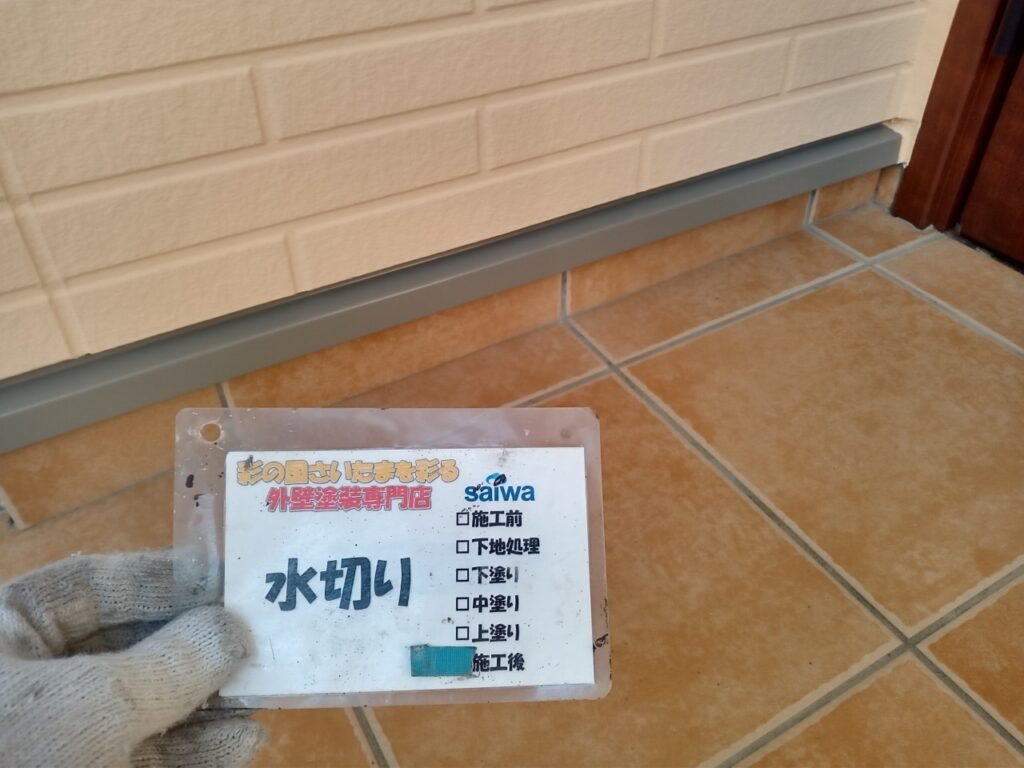 彩の国さいたまを彩る
外壁塗装専門店
saiwa
水切り
□施工前
□下地処理
□下塗り
□中塗り
□上塗り
施工後